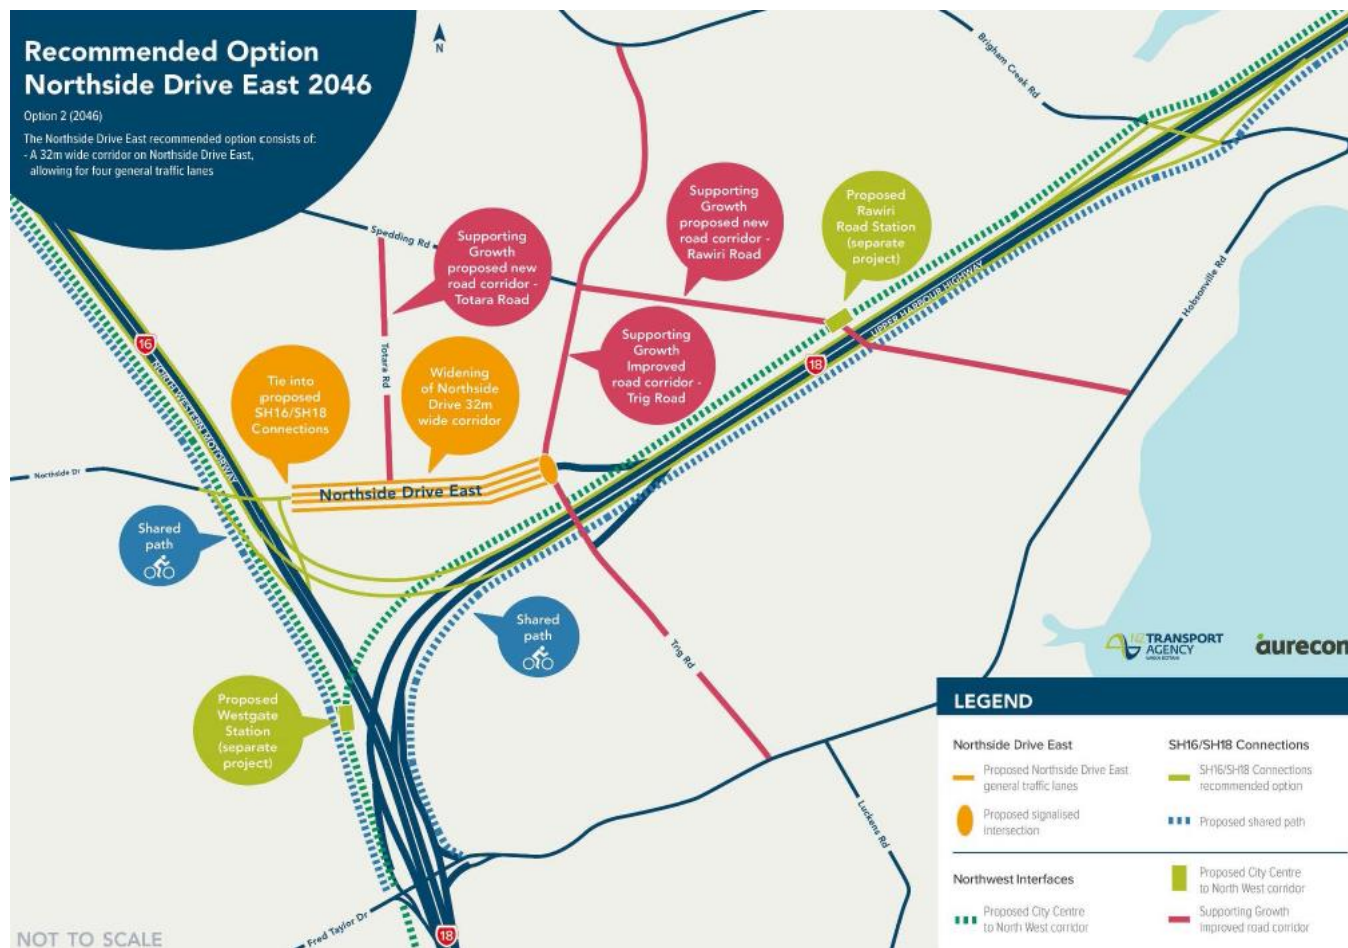 Recommended Option
Northside Drive East 2046
Option 2 (2046)
The Northside Drive East recommended option consists of:
- A 32m wide corridor on Northside Drive East,
allowing for four general traffic lanes
N
Brigham Creek Rd
Supporting
Growth
proposed new
road corridor -
Rawiri Road
Proposed
Rawiri
Road Station
(separate
project)
Spedding Rd
Supporting
Growth
proposed new
road corridor -
Totara Road
Hobsonville Rd
UPPER HARBOUR HIGHWAY
16
NORTH WESTERN MOTORWAY
Totara Rd
Supporting
Growth
Improved
road corridor -
Trig Road
18
Tie into
proposed
SH16/SH18
Connections
Widening
of Northside
Drive 32m
wide corridor
Northside Dr
Northside Drive East
Shared
path
Shared
path
Trig Rd
NZ TRANSPORT
AGENCY
WAKA KOTAHI
aurecon
Proposed
Westgate
Station
(separate
project)
Luckens Rd
Fred Taylor Dr
18
NOT TO SCALE
LEGEND
Northside Drive East
Proposed Northside Drive East
general traffic lanes
Proposed signalised
intersection
SH16/SH18 Connections
SH16/SH18 Connections
recommended option
Proposed shared path
Northwest Interfaces
Proposed City Centre
to North West corridor
Proposed City Centre
to North West corridor
Supporting Growth
improved road corridor